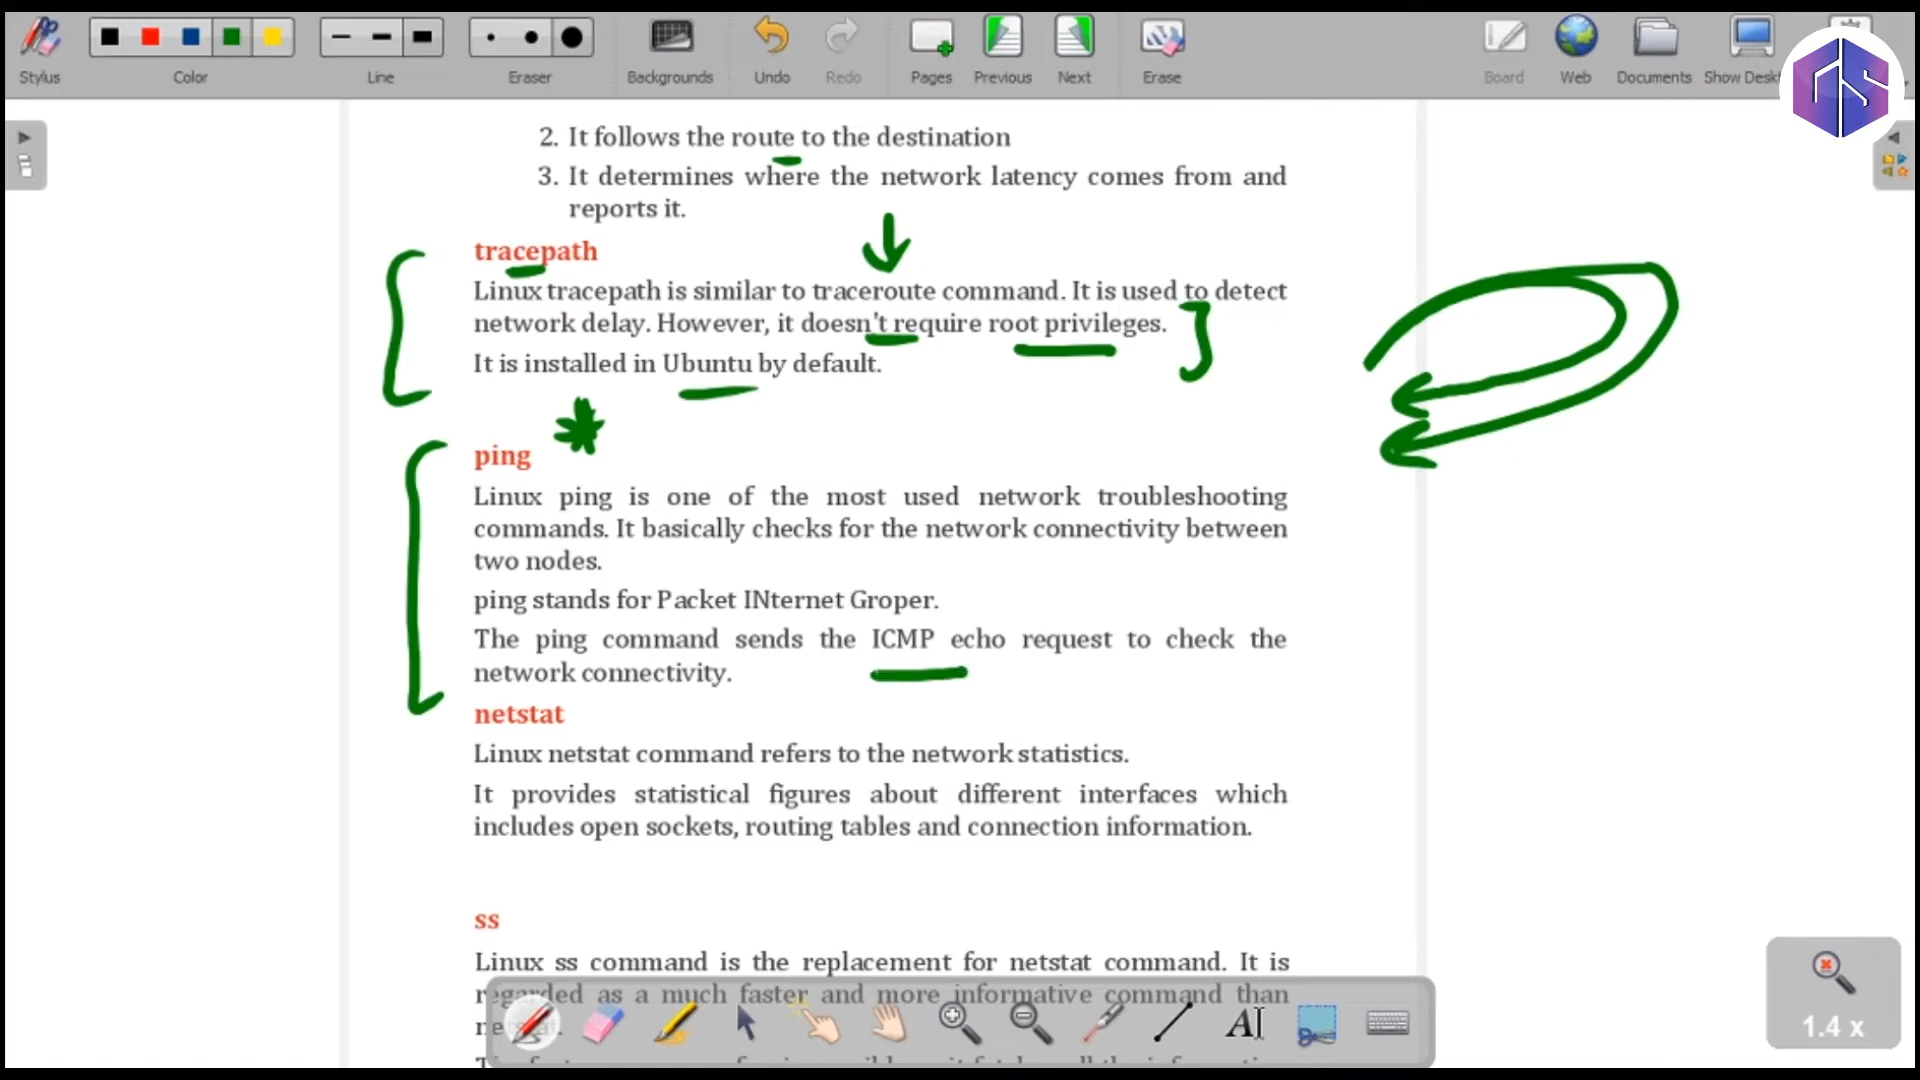 Stylus
Color
Line
Eraser
Backgrounds
Undo
Redo
Pages
Previous
Next
Erase
Board
Web
Documents
Show Deskt
2. It follows the route to the destination
3. It determines where the network latency comes from and
reports it.
tracepath
Linux tracepath is similar to traceroute command. It is used to detect
network delay. However, it doesn't require root privileges.
It is installed in Ubuntu by default.
ping
Linux ping is one of the most used network troubleshooting
commands. It basically checks for the network connectivity between
two nodes.
ping stands for Packet INternet Groper.
The ping command sends the ICMP echo request to check the
network connectivity.
netstat
Linux netstat command refers to the network statistics.
It provides statistical figures about different interfaces which
includes open sockets, routing tables and connection information.
ss
Linux ss command is the replacement for netstat command. It is
regarded as a much faster and more informative command than
netstat.
1.4 x